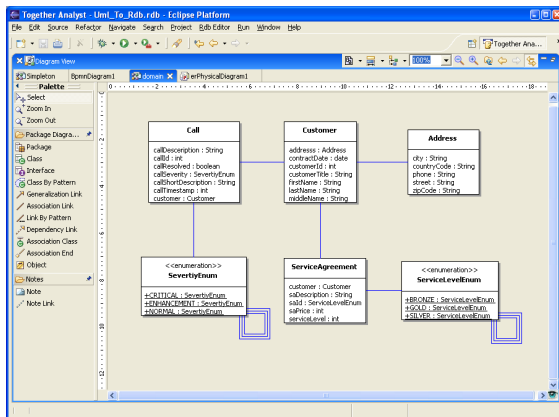 Together Analyst - Uml_To_Rdb.rdb - Eclipse Platform
File Edit Source Refactor Navigate Search Project Rdb Editor Run Window Help
Together Ana...
Diagram View
100%
Simpleton BpmnDiagram1 domain erPhysicalDiagram1
Palette
Select
Zoom In
Zoom Out
Package Diagra...
Package
Class
Interface
Class By Pattern
Generalization Link
Association Link
Link By Pattern
Dependency Link
Association Class
Association End
Object
Notes
Note
Note Link
Call
callDescerption : String
callId : int
callResolved : boolean
callSeverity : SevertiyEnum
callShortDescription : String
callTimestamp : int
customer : Customer
Customer
addresss : Address
contractDate : date
customerId : int
customerTitle : String
firstName : String
lastName : String
middleName : String
Address
city : String
countryCode : String
phone : String
street : String
zipCode : String
<<enumeration>>
SevertiyEnum
+CRITICAL : SevertiyEnum
+ENHANCEMENT : SevertiyEnum
+NORMAL : SevertiyEnum
ServiceAgreement
customer : Customer
saDescription : String
saId : ServiceLevelEnum
saPrice : int
serviceLevel : int
<<enumeration>>
ServiceLevelEnum
+BRONZE : ServiceLevelEnum
+GOLD : ServiceLevelEnum
+SILVER : ServiceLevelEnum